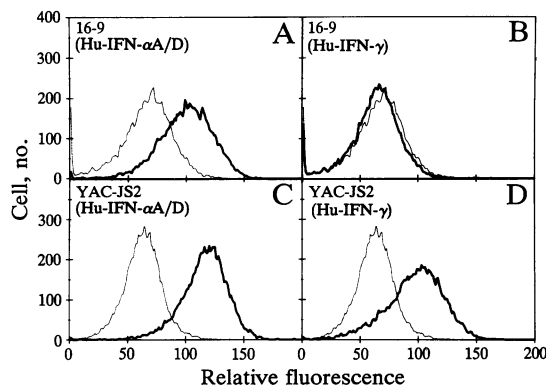 400
16-9
(Hu-IFN-αA/D)
A
16-9
(Hu-IFN-γ)
B
300
200
100
0
YAC-JS2
(Hu-IFN-αA/D)
C
YAC-JS2
(Hu-IFN-γ)
D
300
200
100
0
Cell, no.
0 50 100 150 0 50 100 150 200
Relative fluorescence